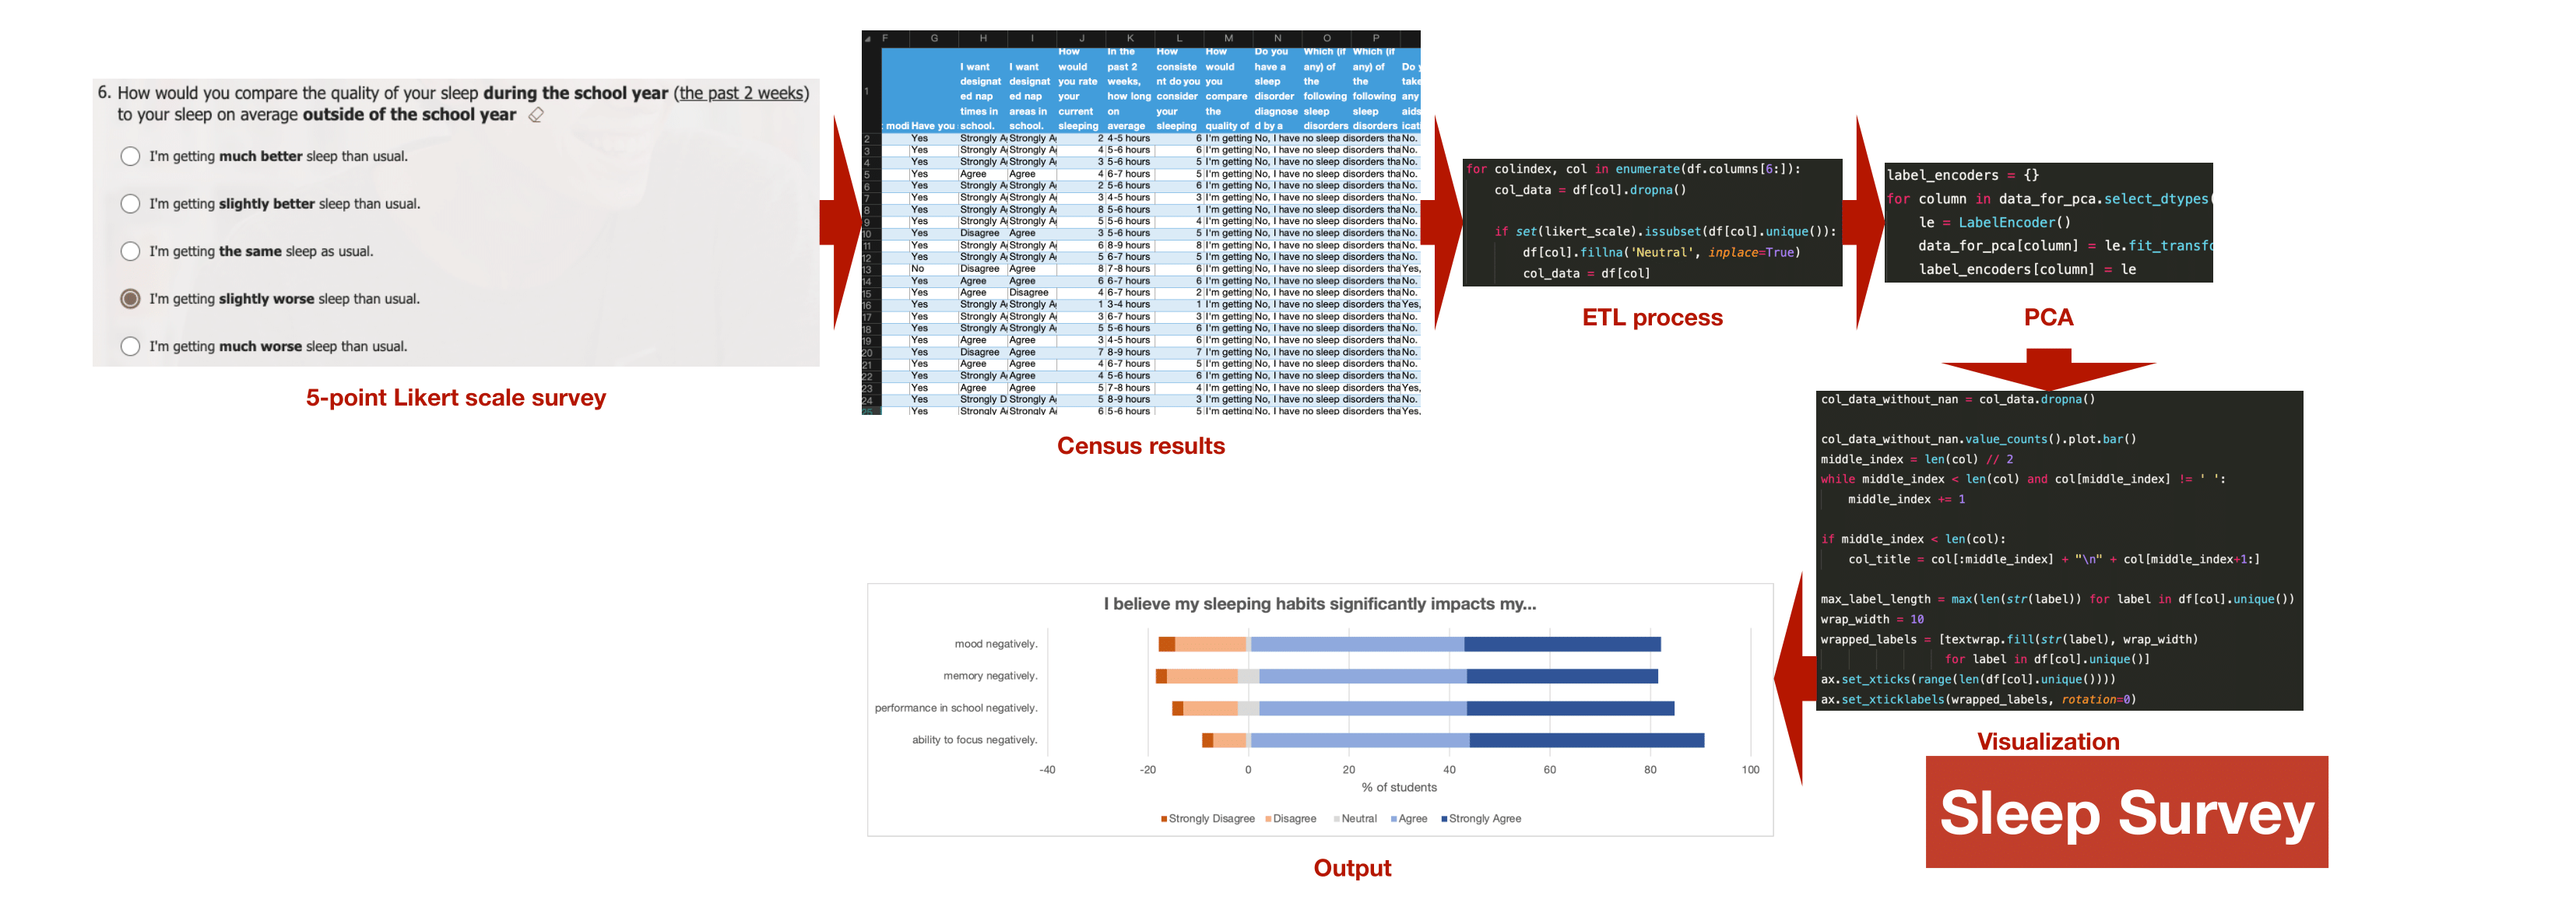 6. How would you compare the quality of your sleep during the school year (the past 2 weeks)
to your sleep on average outside of the school year
I'm getting much better sleep than usual.
I'm getting slightly better sleep than usual.
I'm getting the same sleep as usual.
I'm getting slightly worse sleep than usual.
I'm getting much worse sleep than usual.
5-point Likert scale survey
F G H I J K L M N O P
How In the How How Do you Which (if Which (if
I want I want would past 2 consiste would have a any) of any) of Do y
designat designat you rate weeks, nt do you you sleep the the take
ed nap ed nap your how long consider compare disorder following following any
times in areas in current on your the diagnose sleep sleep aids
1
: modi Have you school. school. sleeping average sleeping quality of d by a disorders disorders icati
2 Yes Strongly A Strongly A 2 4-5 hours 6 I'm getting No, I have no sleep disorders tha No.
3 Yes Strongly A Strongly A 4 5-6 hours 6 I'm getting No, I have no sleep disorders tha No.
4 Yes Strongly A Strongly A 3 5-6 hours 5 I'm getting No, I have no sleep disorders tha No.
5 Yes Agree Agree 4 6-7 hours 5 I'm getting No, I have no sleep disorders tha No.
6 Yes Strongly A Strongly A 2 5-6 hours 6 I'm getting No, I have no sleep disorders tha No.
7 Yes Strongly A Strongly A 3 4-5 hours 3 I'm getting No, I have no sleep disorders tha No.
8 Yes Strongly A Strongly A 8 5-6 hours 1 I'm getting No, I have no sleep disorders tha No.
9 Yes Strongly A Strongly A 5 5-6 hours 4 I'm getting No, I have no sleep disorders tha No.
10 Yes Disagree Agree 3 5-6 hours 5 I'm getting No, I have no sleep disorders tha No.
11 Yes Strongly A Strongly A 6 8-9 hours 8 I'm getting No, I have no sleep disorders tha No.
12 Yes Strongly A Strongly A 5 6-7 hours 5 I'm getting No, I have no sleep disorders tha No.
13 No Disagree Agree 8 7-8 hours 6 I'm getting No, I have no sleep disorders tha Yes,
14 Yes Agree Agree 6 6-7 hours 6 I'm getting No, I have no sleep disorders tha No.
15 Yes Agree Disagree 4 6-7 hours 2 I'm getting No, I have no sleep disorders tha No.
16 Yes Strongly A Strongly A 1 3-4 hours 1 I'm getting No, I have no sleep disorders tha Yes,
17 Yes Strongly A Strongly A 3 6-7 hours 3 I'm getting No, I have no sleep disorders tha No.
18 Yes Strongly A Strongly A 5 5-6 hours 6 I'm getting No, I have no sleep disorders tha No.
19 Yes Agree Agree 3 4-5 hours 6 I'm getting No, I have no sleep disorders tha No.
20 Yes Disagree Agree 7 8-9 hours 7 I'm getting No, I have no sleep disorders tha No.
21 Yes Agree Agree 4 6-7 hours 5 I'm getting No, I have no sleep disorders tha No.
22 Yes Strongly A Agree 4 5-6 hours 6 I'm getting No, I have no sleep disorders tha No.
23 Yes Agree Agree 5 7-8 hours 4 I'm getting No, I have no sleep disorders tha Yes,
24 Yes Strongly D Strongly A 5 8-9 hours 3 I'm getting No, I have no sleep disorders tha No.
25 Yes Strongly A Strongly A 6 5-6 hours 5 I'm getting No, I have no sleep disorders tha Yes,
Census results
for colindex, col in enumerate(df.columns[6:]):
col_data = df[col].dropna()
if set(likert_scale).issubset(df[col].unique()):
df[col].fillna('Neutral', inplace=True)
col_data = df[col]
ETL process
label_encoders = {}
for column in data_for_pca.select_dtypes(
le = LabelEncoder()
data_for_pca[column] = le.fit_transfo
label_encoders[column] = le
PCA
col_data_without_nan = col_data.dropna()
col_data_without_nan.value_counts().plot.bar()
middle_index = len(col) // 2
while middle_index < len(col) and col[middle_index] != ' ':
middle_index += 1
if middle_index < len(col):
col_title = col[:middle_index] + "\n" + col[middle_index+1:]
max_label_length = max(len(str(label)) for label in df[col].unique())
wrap_width = 10
wrapped_labels = [textwrap.fill(str(label), wrap_width)
for label in df[col].unique()]
ax.set_xticks(range(len(df[col].unique())))
ax.set_xticklabels(wrapped_labels, rotation=0)
Visualization
Sleep Survey
I believe my sleeping habits significantly impacts my...
mood negatively.
memory negatively.
performance in school negatively.
ability to focus negatively.
-40 -20 0 20 40 60 80 100
% of students
Strongly Disagree Disagree Neutral Agree Strongly Agree
Output